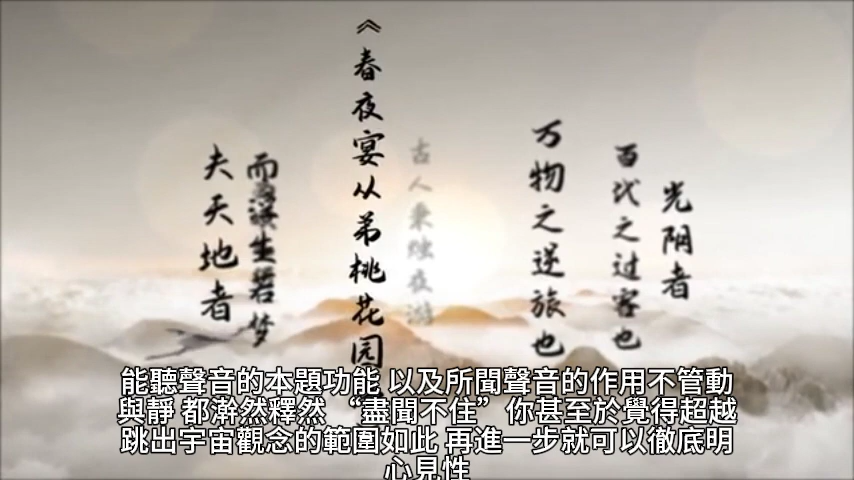 光阴者
百代之过客也
万物之逆旅也
古人秉烛夜游
《春夜宴从弟桃花园
而浮生若梦
夫天地者
能聽聲音的本題功能 以及所聞聲音的作用不管動
與靜 都澣然釋然 “盡聞不住” 你甚至於覺得超越
跳出宇宙觀念的範圍如此 再進一步就可以徹底明
心見性